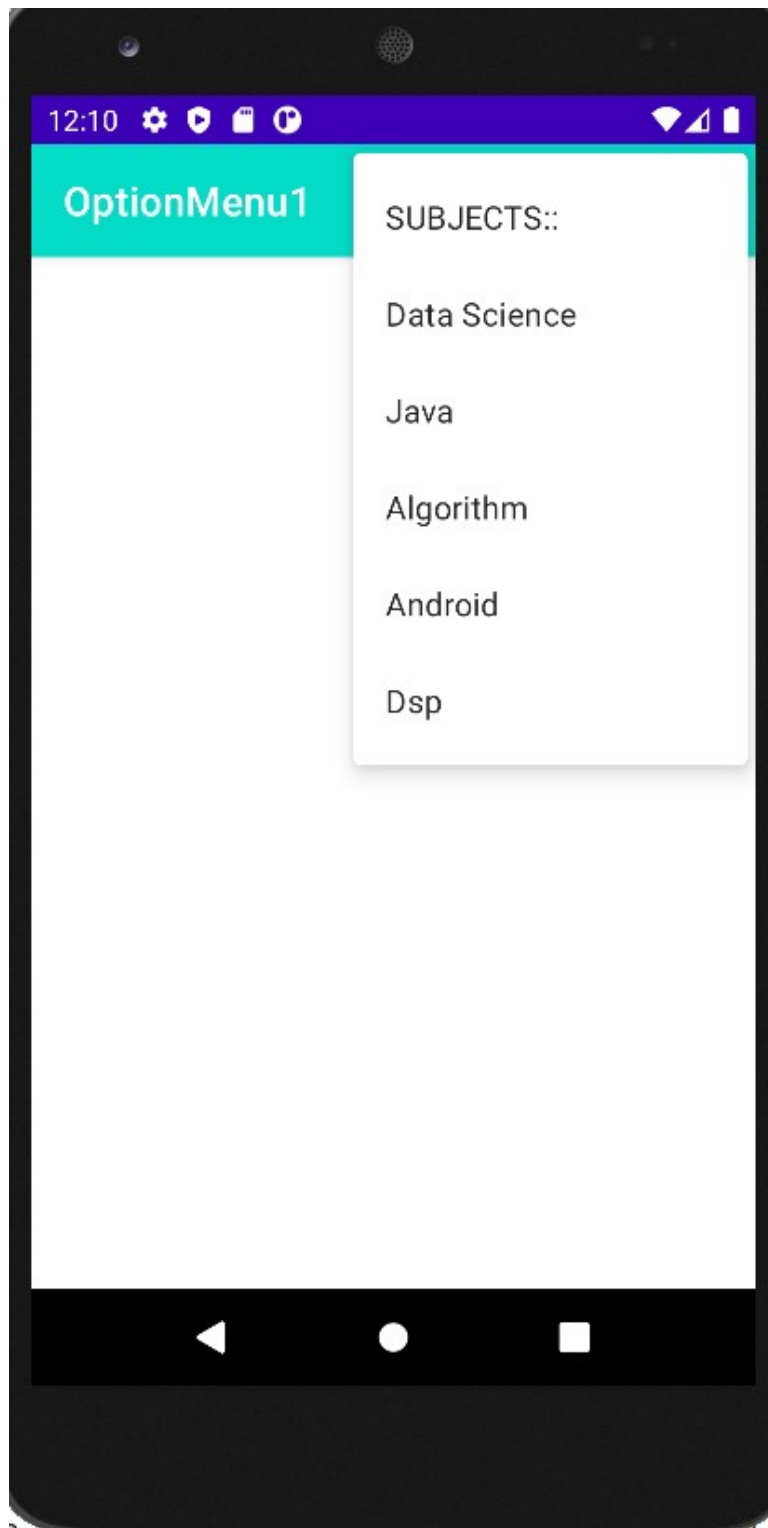 12:10
OptionMenu1
SUBJECTS::
Data Science
Java
Algorithm
Android
Dsp